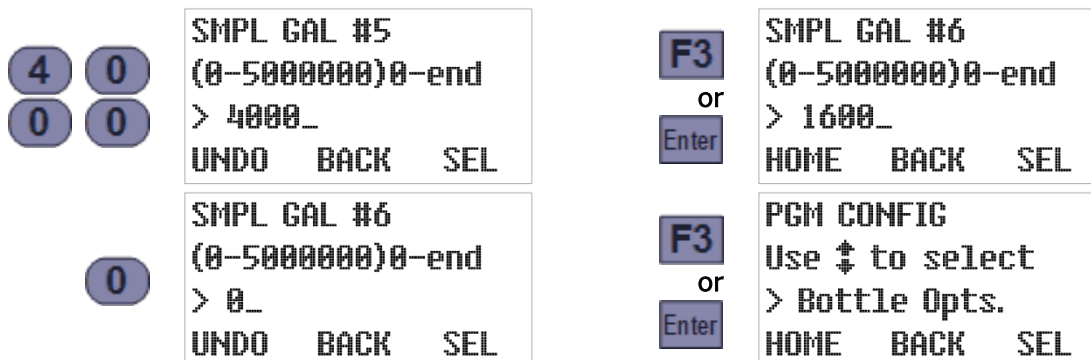 4 0
0 0
SMPL GAL #5
(0-5000000)0-end
> 4000_
UNDO BACK SEL
F3
or
Enter
SMPL GAL #6
(0-5000000)0-end
> 1600_
HOME BACK SEL
0
SMPL GAL #6
(0-5000000)0-end
> 0_
UNDO BACK SEL
F3
or
Enter
PGM CONFIG
Use ↕ to select
> Bottle Opts.
HOME BACK SEL